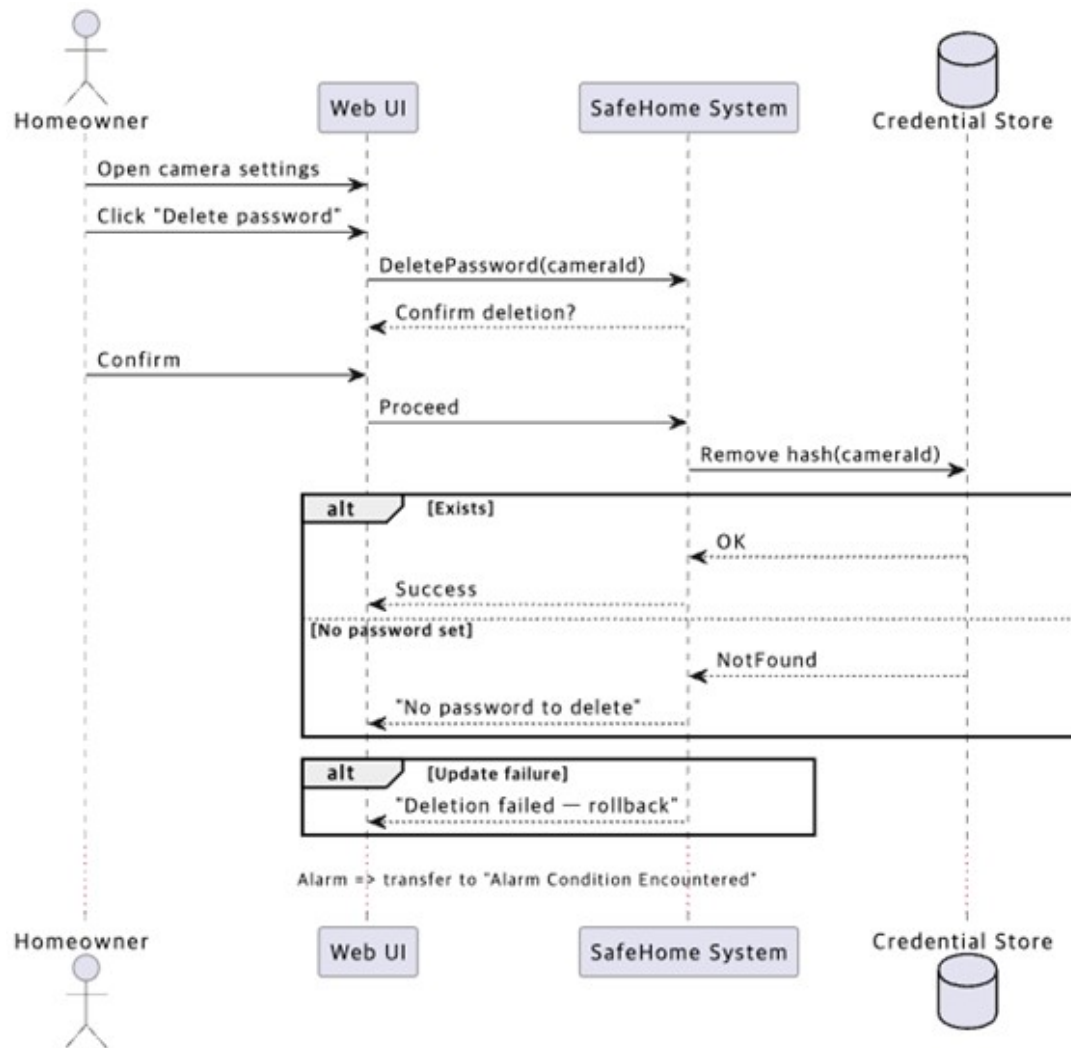 Homeowner
Web UI
SafeHome System
Credential Store
Open camera settings
Click "Delete password"
DeletePassword(cameraId)
Confirm deletion?
Confirm
Proceed
Remove hash(cameraId)
alt [Exists]
OK
Success
[No password set]
NotFound
"No password to delete"
alt [Update failure]
"Deletion failed — rollback"
Alarm => transfer to "Alarm Condition Encountered"
Homeowner
Web UI
SafeHome System
Credential Store